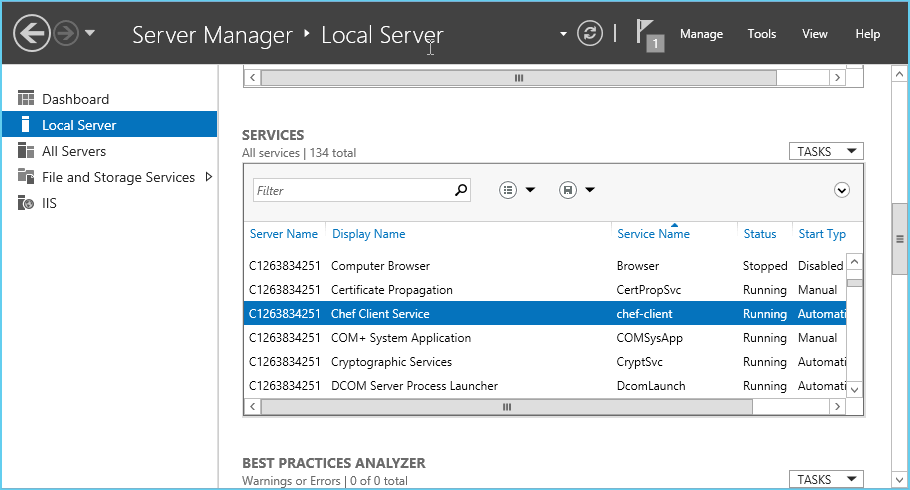 Server Manager ‣ Local Server
1 Manage Tools View Help
Dashboard
Local Server
All Servers
File and Storage Services
IIS
SERVICES
All services | 134 total
TASKS
Filter
Server Name Display Name Service Name Status Start Typ
C1263834251 Computer Browser Browser Stopped Disabled
C1263834251 Certificate Propagation CertPropSvc Running Manual
C1263834251 Chef Client Service chef-client Running Automati
C1263834251 COM+ System Application COMSysApp Running Manual
C1263834251 Cryptographic Services CryptSvc Running Automati
C1263834251 DCOM Server Process Launcher DcomLaunch Running Automati
BEST PRACTICES ANALYZER
Warnings or Errors | 0 of 0 total
TASKS